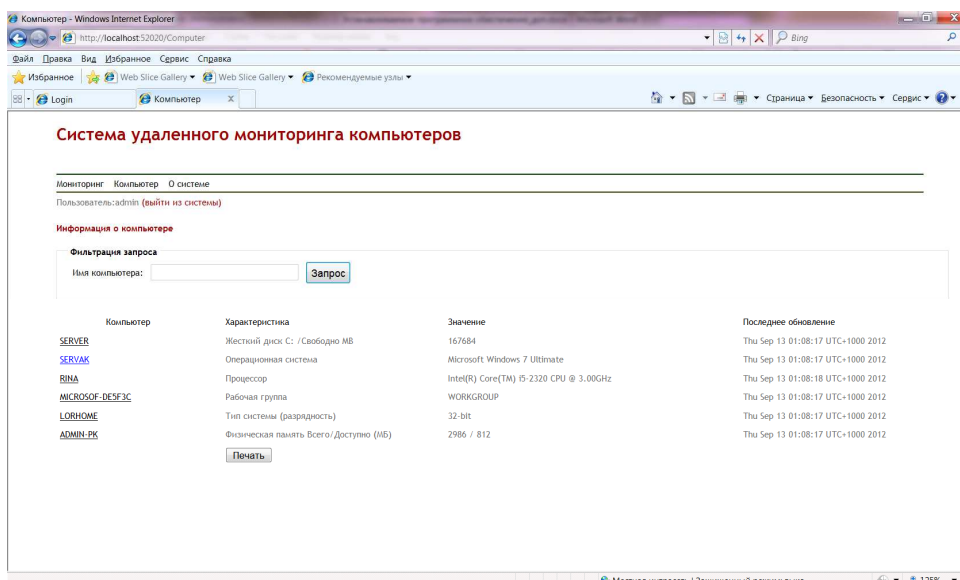 Компьютер - Windows Internet Explorer
http://localhost:52020/Computer
Bing
Файл Правка Вид Избранное Сервис Справка
Избранное Web Slice Gallery Web Slice Gallery Рекомендуемые узлы
Login Компьютер x Страница Безопасность Сервис
Система удаленного мониторинга компьютеров
Мониторинг Компьютер О системе
Пользователь:admin (выйти из системы)
Информация о компьютере
Фильтрация запроса
Имя компьютера: Запрос
Компьютер Характеристика Значение Последнее обновление
SERVER Жесткий диск C: /Свободно MB 167684 Thu Sep 13 01:08:17 UTC+1000 2012
SERVAK Операционная система Microsoft Windows 7 Ultimate Thu Sep 13 01:08:17 UTC+1000 2012
RINA Процессор Intel(R) Core(TM) i5-2320 CPU @ 3.00GHz Thu Sep 13 01:08:18 UTC+1000 2012
MICROSOF-DE5F3C Рабочая группа WORKGROUP Thu Sep 13 01:08:17 UTC+1000 2012
LORHOME Тип системы (разрядность) 32-bit Thu Sep 13 01:08:17 UTC+1000 2012
ADMIN-PK Физическая память Всего/Доступно (МБ) 2986 / 812 Thu Sep 13 01:08:17 UTC+1000 2012
Печать
125%